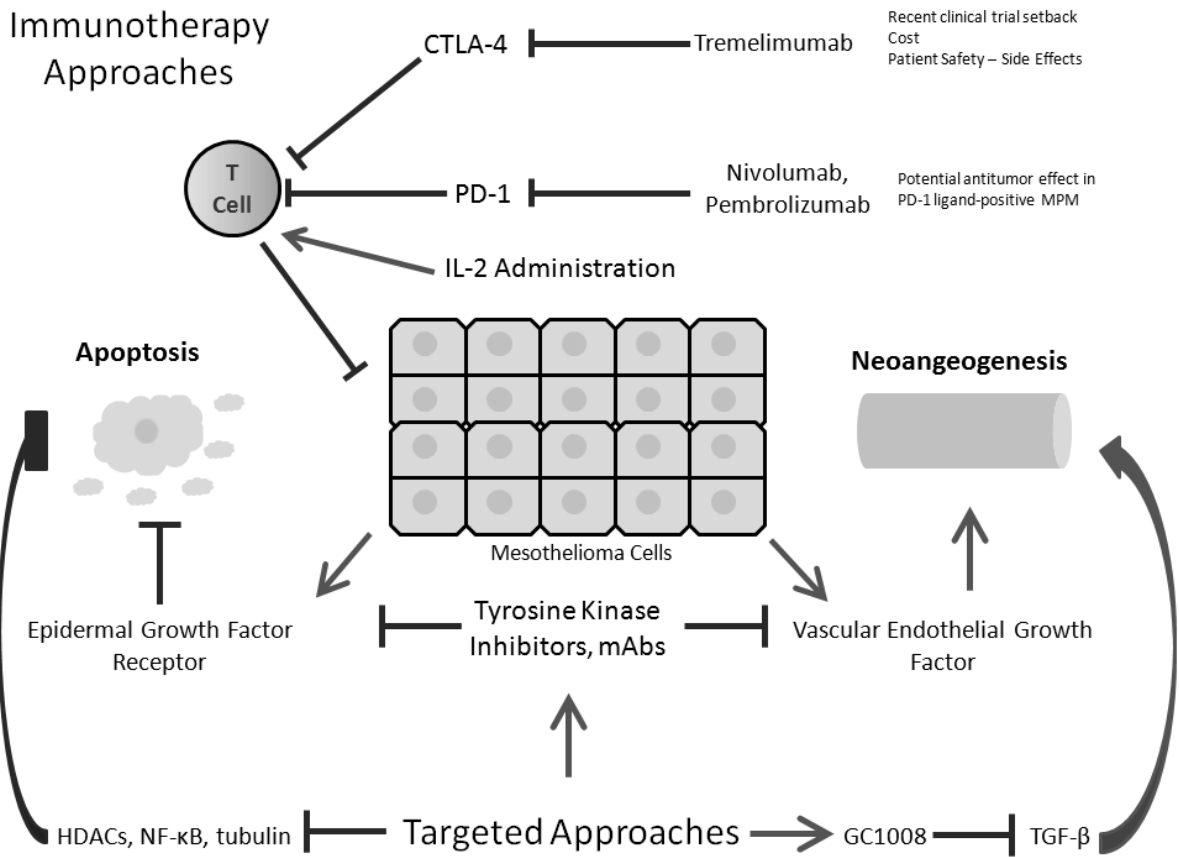 Immunotherapy
Approaches
CTLA-4
Tremelimumab
Recent clinical trial setback
Cost
Patient Safety – Side Effects
T
Cell
PD-1
Nivolumab,
Pembrolizumab
Potential antitumor effect in
PD-1 ligand-positive MPM
IL-2 Administration
Apoptosis
Neoangeogenesis
Mesothelioma Cells
Epidermal Growth Factor
Receptor
Tyrosine Kinase
Inhibitors, mAbs
Vascular Endothelial Growth
Factor
HDACs, NF-κB, tubulin
Targeted Approaches
GC1008
TGF-β